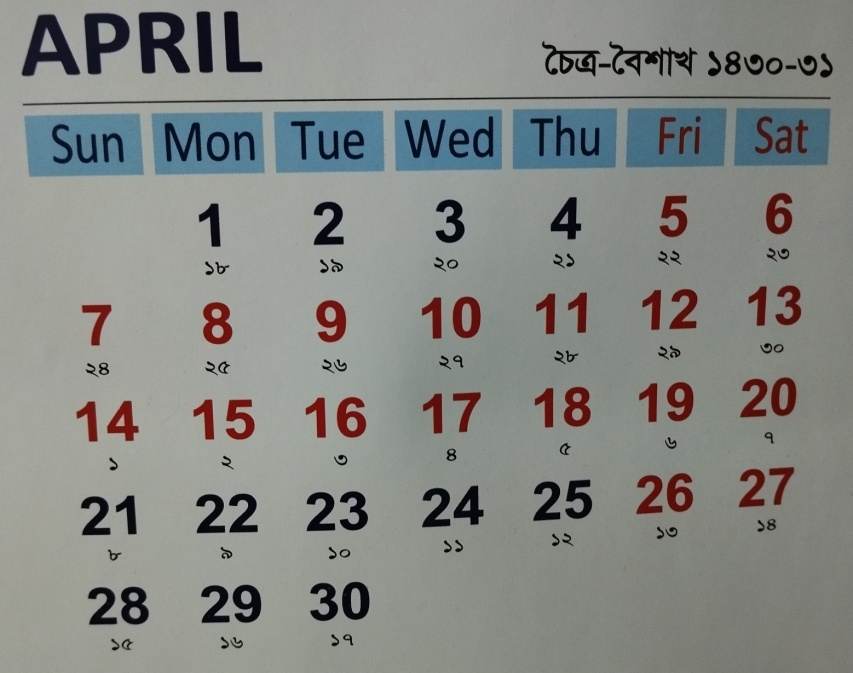 APRIL
চৈত্র-বৈশাখ ১৪৩০-৩১
Sun Mon Tue Wed Thu Fri Sat
1 2 3 4 5 6
১৮ ১৯ ২০ ২১ ২২ ২৩
7 8 9 10 11 12 13
২৪ ২৫ ২৬ ২৭ ২৮ ২৯ ৩০
14 15 16 17 18 19 20
১ ২ ৩ ৪ ৫ ৬ ৭
21 22 23 24 25 26 27
৮ ৯ ১০ ১১ ১২ ১৩ ১৪
28 29 30
১৫ ১৬ ১৭